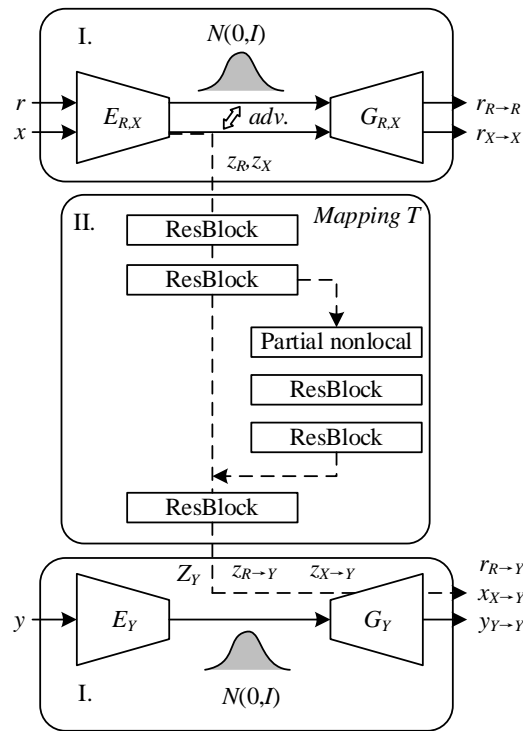 I.
N(0,I)
r
x
E_{R,X}
adv.
G_{R,X}
r_{R→R}
r_{X→X}
z_R,z_X
II.
Mapping T
ResBlock
ResBlock
Partial nonlocal
ResBlock
ResBlock
ResBlock
Z_Y
z_{R→Y}
z_{X→Y}
r_{R→Y}
x_{X→Y}
y
E_Y
G_Y
y_{Y→Y}
I.
N(0,I)